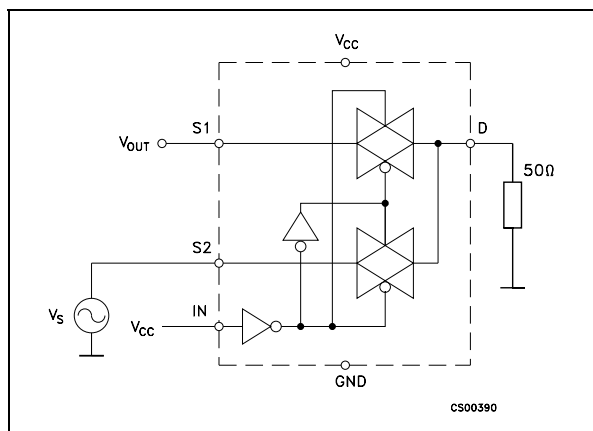 VCC
S1
D
VOUT
50Ω
S2
IN
VS
VCC
GND
CS00390